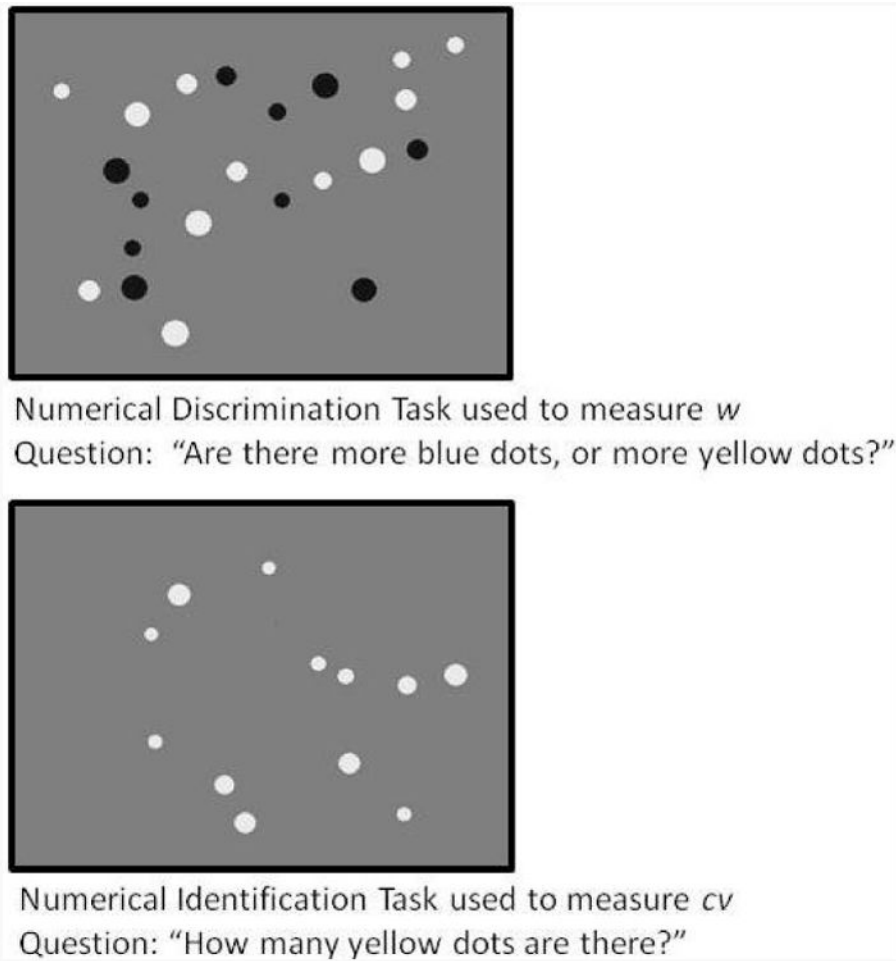 Numerical Discrimination Task used to measure w
Question:  “Are there more blue dots, or more yellow dots?”
Numerical Identification Task used to measure cv
Question: “How many yellow dots are there?”